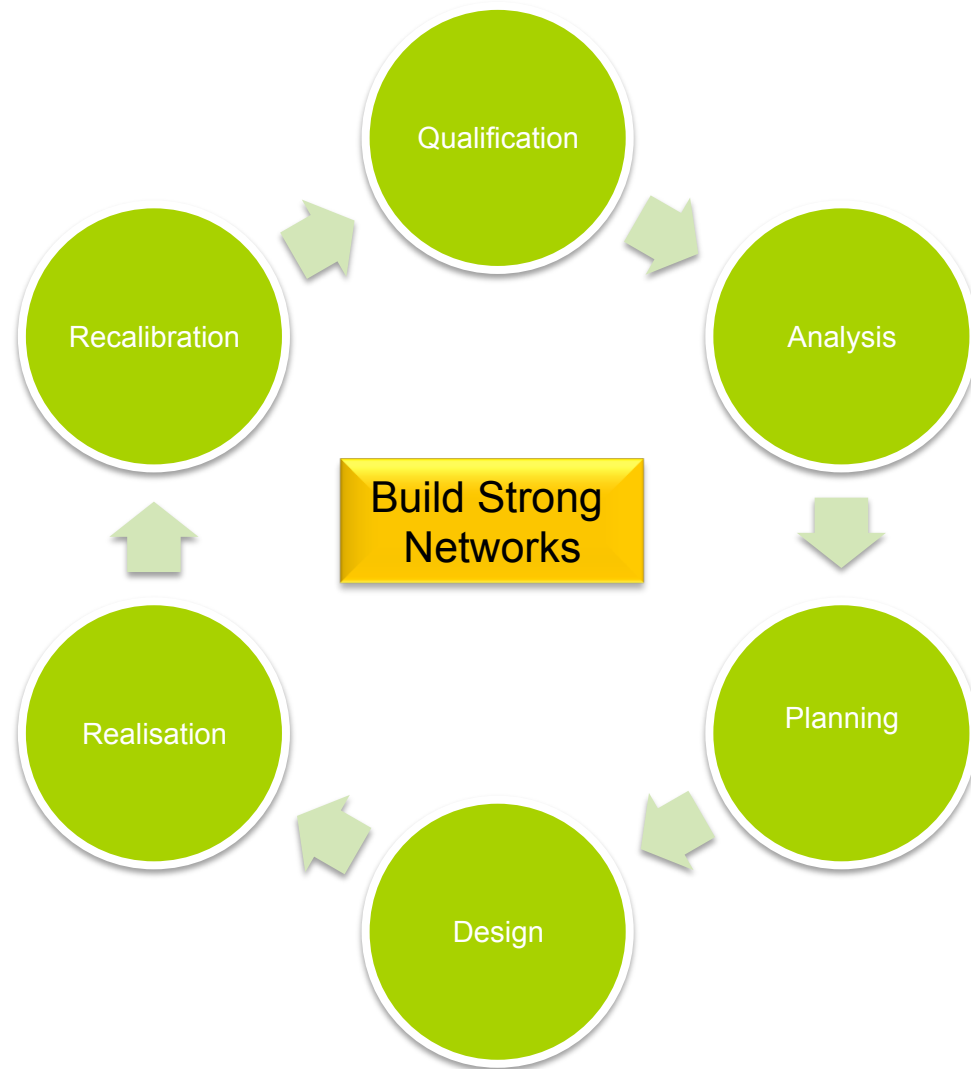 Qualification
Analysis
Planning
Design
Realisation
Recalibration
Build Strong
Networks